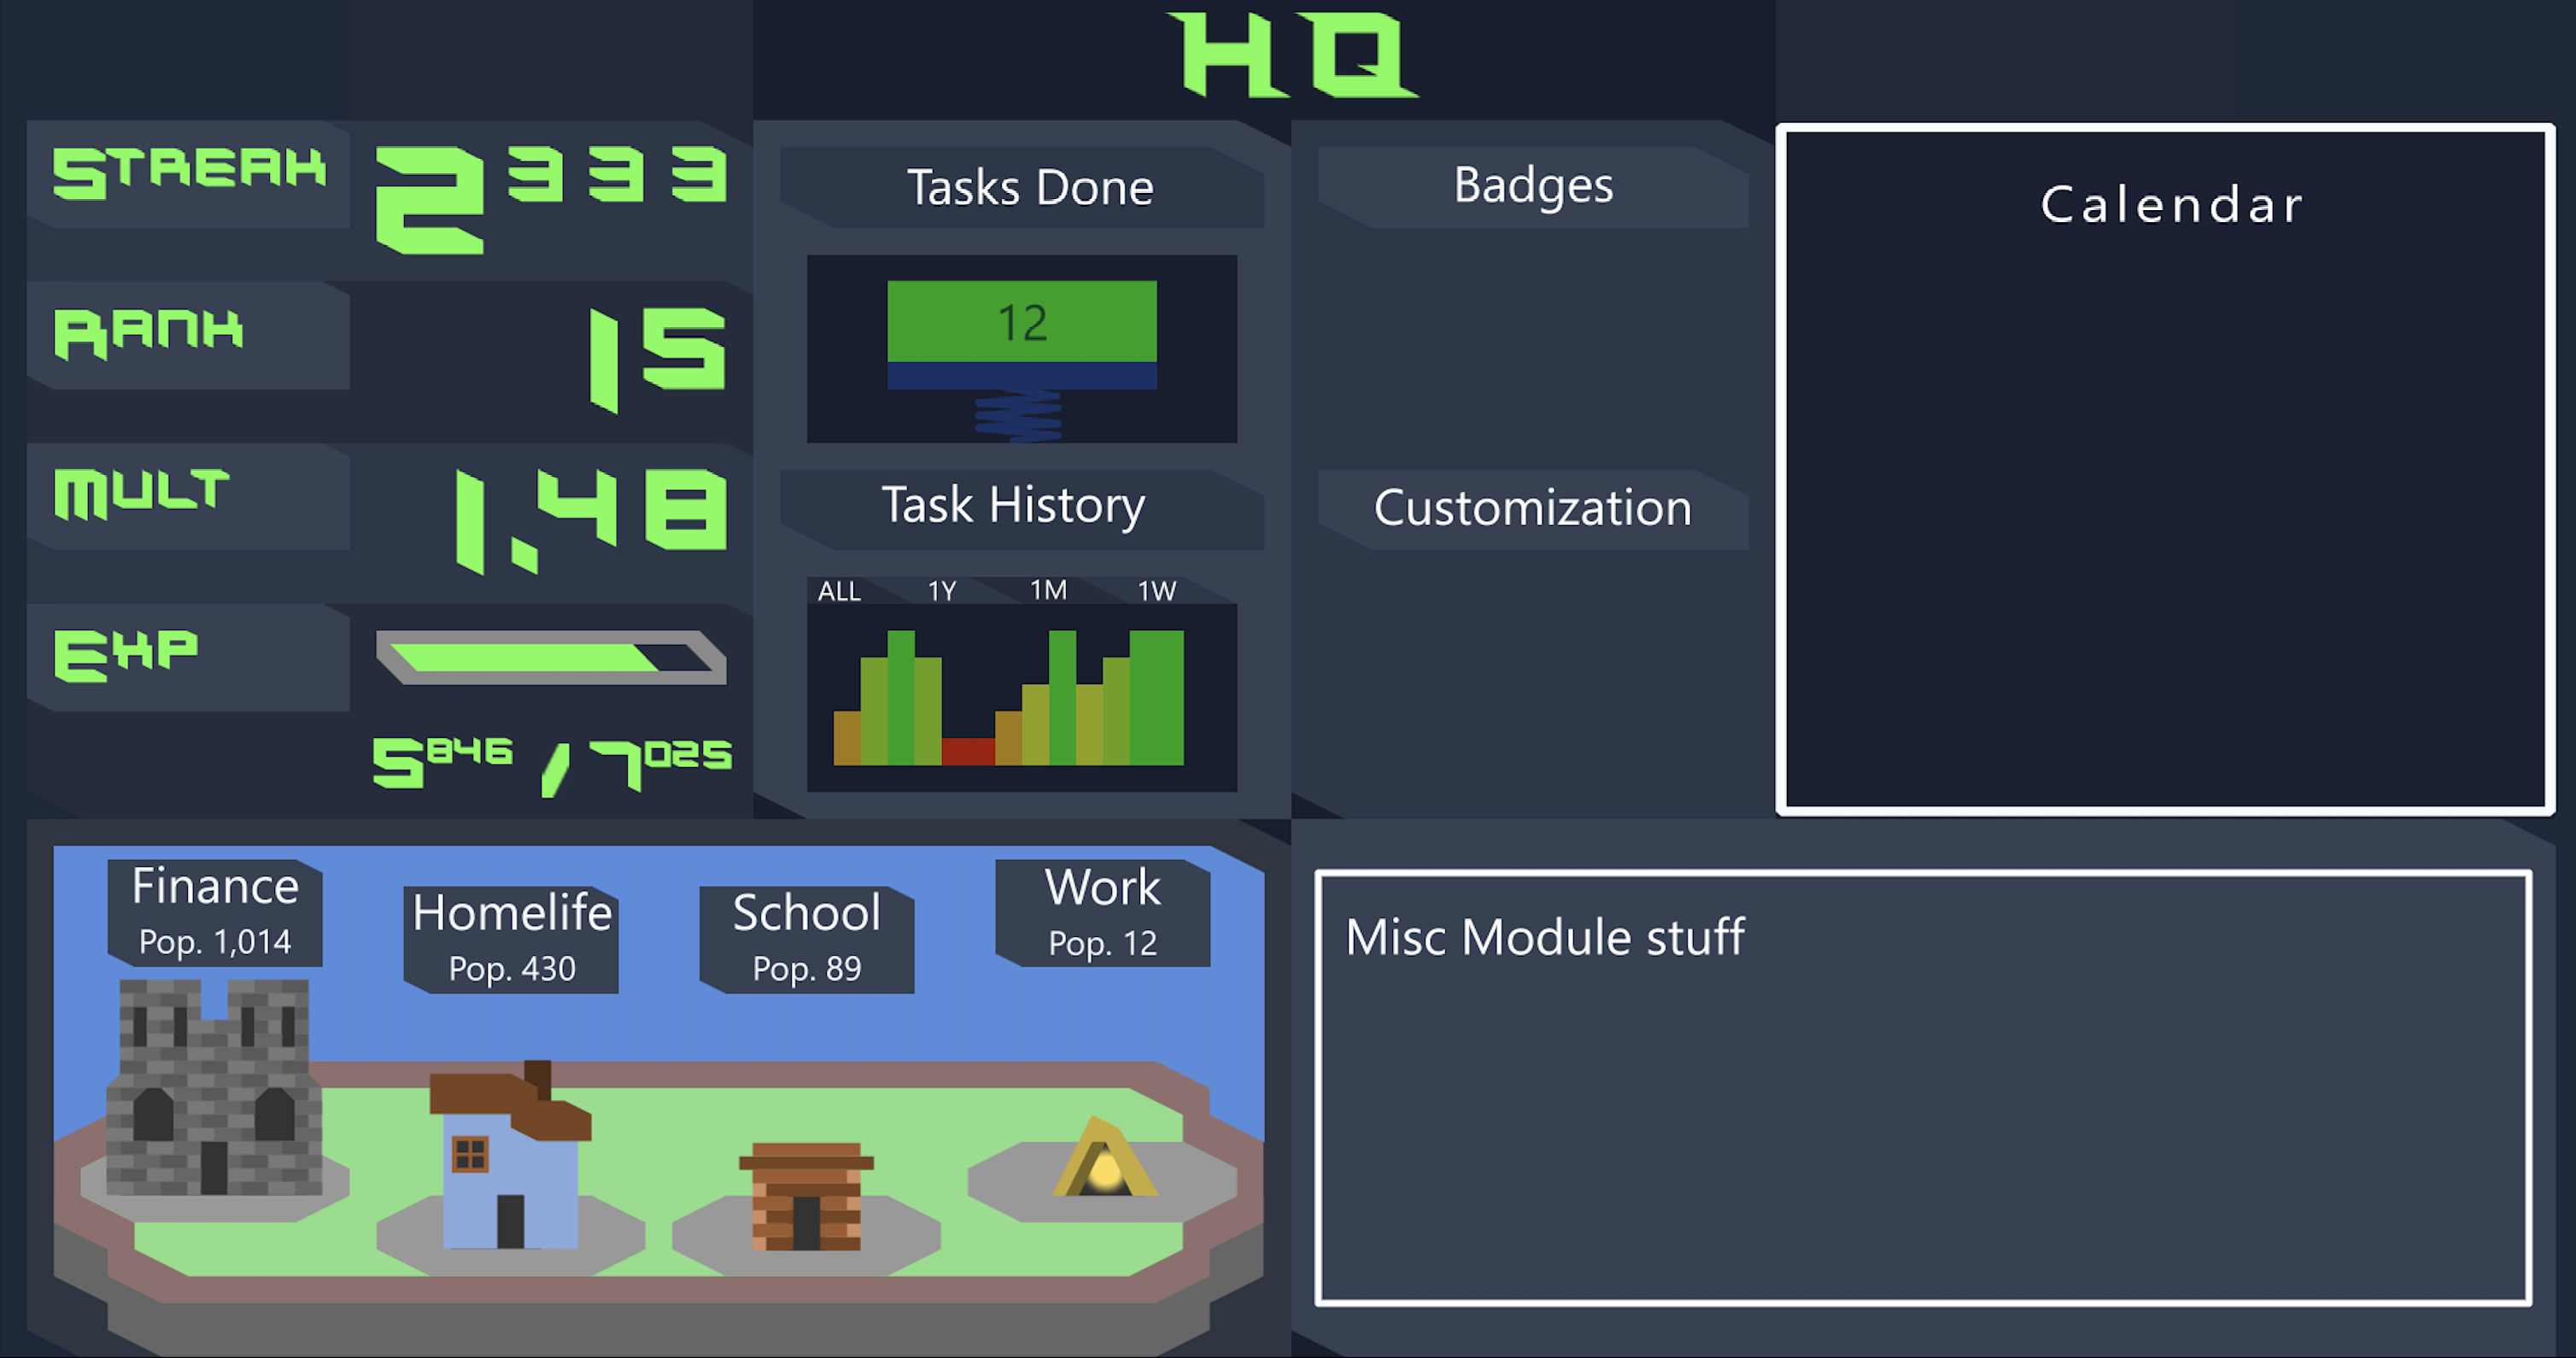 HQ
Streak
2333
Rank
15
Mult
1.48
Exp
5846 / 7025
Tasks Done
12
Task History
ALL 1Y 1M 1W
Badges
Customization
Calendar
Finance
Pop. 1,014
Homelife
Pop. 430
School
Pop. 89
Work
Pop. 12
Misc Module stuff